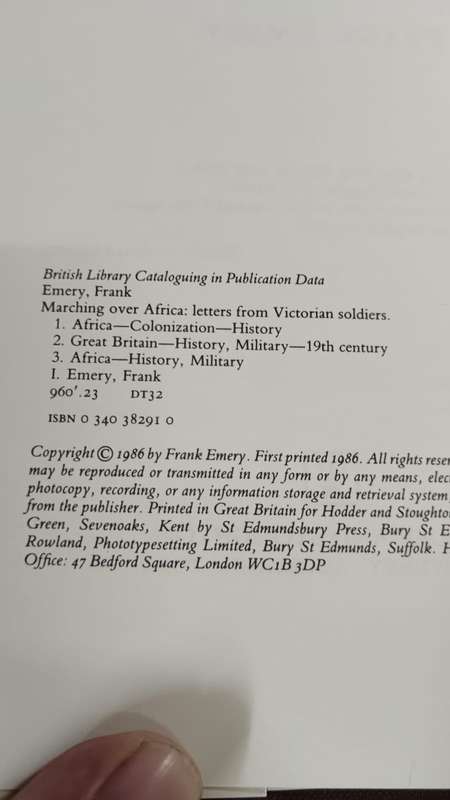 British Library Cataloguing in Publication Data
Emery, Frank
Marching over Africa: letters from Victorian soldiers.
1. Africa—Colonization—History
2. Great Britain—History, Military—19th century
3. Africa—History, Military
I. Emery, Frank
960'.23 DT32
ISBN 0 340 38291 0
Copyright © 1986 by Frank Emery. First printed 1986. All rights reser
may be reproduced or transmitted in any form or by any means, elec
photocopy, recording, or any information storage and retrieval system
from the publisher. Printed in Great Britain for Hodder and Stoughto
Green, Sevenoaks, Kent by St Edmundsbury Press, Bury St E
Rowland, Phototypesetting Limited, Bury St Edmunds, Suffolk. H
Office: 47 Bedford Square, London WC1B 3DP